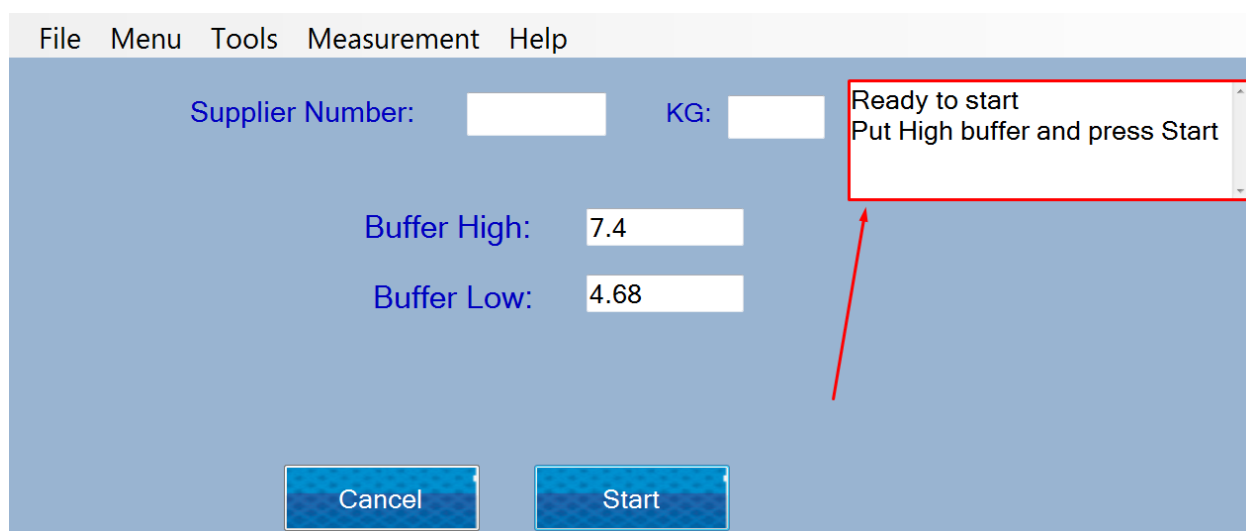 File Menu Tools Measurement Help
Supplier Number:
KG:
Ready to start
Put High buffer and press Start
Buffer High: 7.4
Buffer Low: 4.68
Cancel
Start